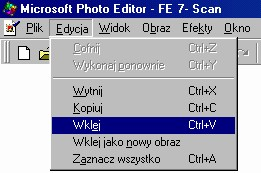 Microsoft Photo Editor - FE 7- Scan
Plik Edycja Widok Obraz Efekty Okno
Cofnij Ctrl+Z
Wykonaj ponownie Ctrl+Y
Wytnij Ctrl+X
Kopiuj Ctrl+C
Wklej Ctrl+V
Wklej jako nowy obraz
Zaznacz wszystko Ctrl+A